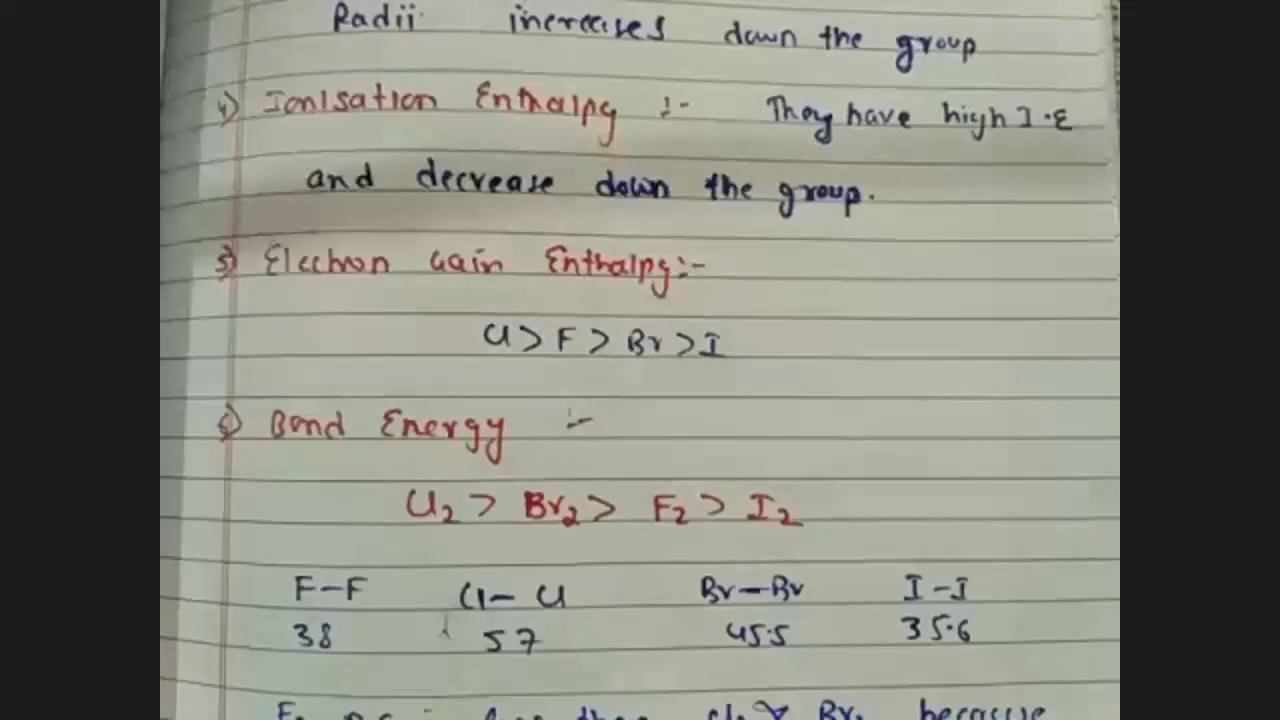 Radii increases down the group
4) Ionisation Enthalpy :- They have high I.E
and decrease down the group.
5) Electron Gain Enthalpy:-
Cl > F > Br > I
6) Bond Energy :-
Cl2 > Br2 > F2 > I2
F-F Cl-Cl Br-Br I-I
38 57 45.5 35.6
Br2 because